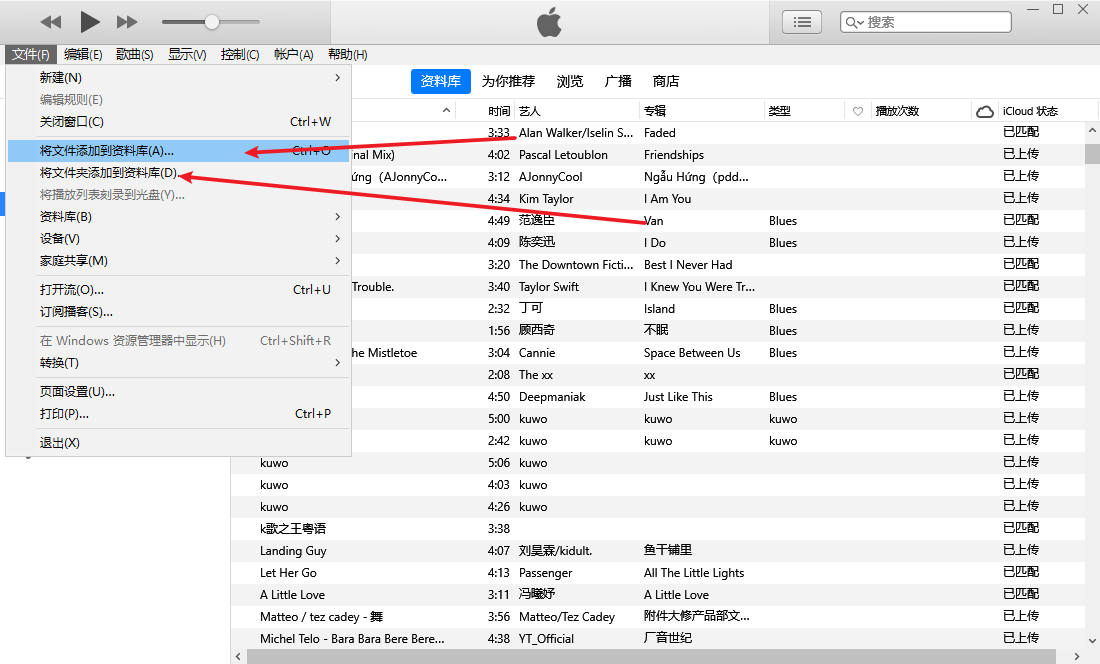 搜索
文件(F) 编辑(E) 歌曲(S) 显示(V) 控制(C) 帐户(A) 帮助(H)
资料库 为你推荐 浏览 广播 商店
新建(N)
编辑规则(E)
关闭窗口(C) Ctrl+W
将文件添加到资料库(A)... Ctrl+O
将文件夹添加到资料库(D)...
将播放列表刻录到光盘(Y)...
资料库(B)
设备(V)
家庭共享(M)
打开流(O)... Ctrl+U
订阅播客(S)...
在 Windows 资源管理器中显示(H) Ctrl+Shift+R
转换(T)
页面设置(U)...
打印(P)... Ctrl+P
退出(X)
时间 艺人 专辑 类型 播放次数 iCloud 状态
3:33 Alan Walker/Iselin S... Faded 已匹配
nal Mix) 4:02 Pascal Letoublon Friendships 已上传
ứng（AJonnyCo... 3:12 AJonnyCool Ngẫu Hứng（pdd... 已上传
4:34 Kim Taylor I Am You 已上传
4:49 范逸臣 Van Blues 已匹配
4:09 陈奕迅 I Do Blues 已上传
3:20 The Downtown Ficti... Best I Never Had 已匹配
Trouble. 3:40 Taylor Swift I Knew You Were Tr... 已匹配
2:32 丁可 Island Blues 已匹配
1:56 顾西奇 不眠 Blues 已上传
he Mistletoe 3:04 Cannie Space Between Us Blues 已上传
2:08 The xx xx 已匹配
4:50 Deepmaniak Just Like This Blues 已上传
5:00 kuwo kuwo kuwo 已上传
2:42 kuwo kuwo kuwo 已上传
kuwo 5:06 kuwo 已上传
kuwo 4:03 kuwo 已上传
kuwo 4:26 kuwo 已上传
k歌之王粤语 3:38 已匹配
Landing Guy 4:07 刘昊霖/kidult. 鱼干铺里 已上传
Let Her Go 4:13 Passenger All The Little Lights 已匹配
A Little Love 3:11 冯曦妤 A Little Love 已匹配
Matteo / tez cadey - 舞 3:56 Matteo/Tez Cadey 附件大修产品部文... 已上传
Michel Telo - Bara Bara Bere Bere... 4:38 YT_Official 厂音世纪 已上传